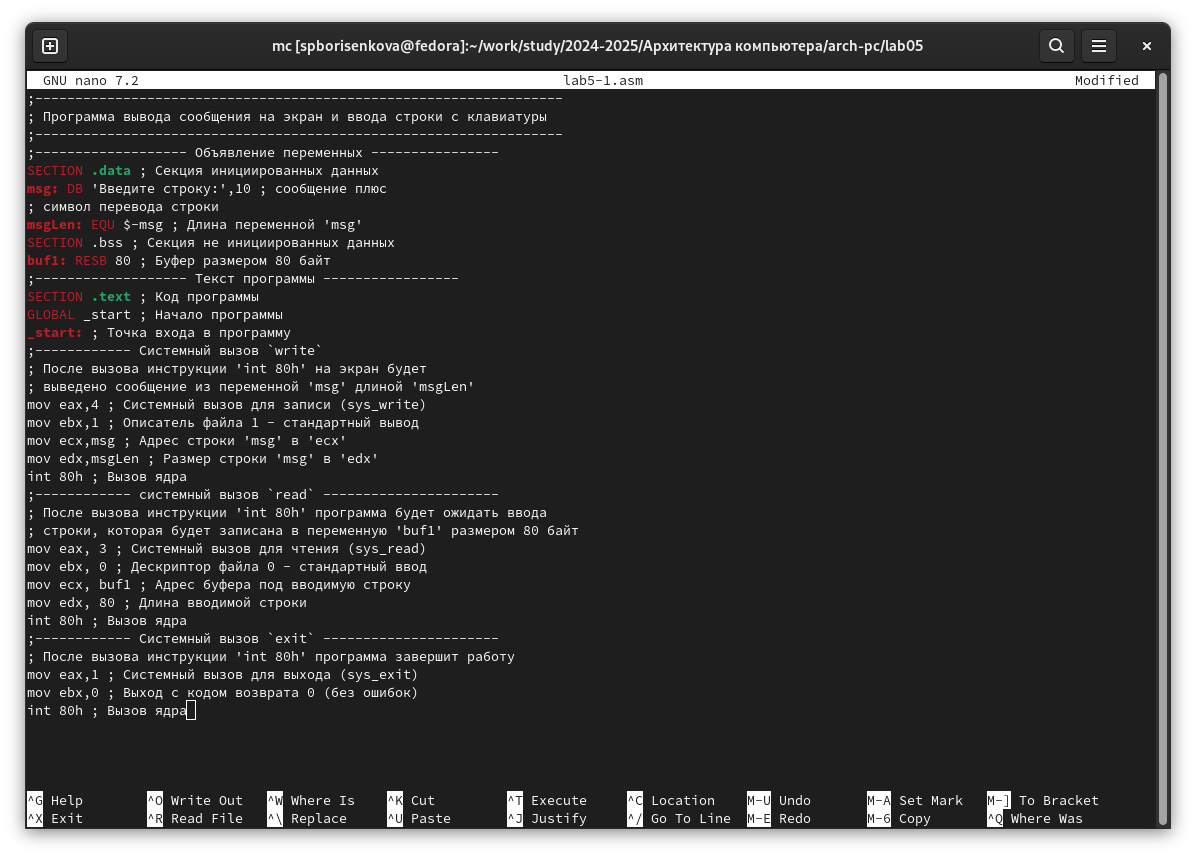 mc [spborisenkova@fedora]:~/work/study/2024-2025/Архитектура компьютера/arch-pc/lab05
GNU nano 7.2 lab5-1.asm Modified
;------------------------------------------------------------------
; Программа вывода сообщения на экран и ввода строки с клавиатуры
;------------------------------------------------------------------
;------------------- Объявление переменных ----------------
SECTION .data ; Секция инициированных данных
msg: DB 'Введите строку:',10 ; сообщение плюс
; символ перевода строки
msgLen: EQU $-msg ; Длина переменной 'msg'
SECTION .bss ; Секция не инициированных данных
buf1: RESB 80 ; Буфер размером 80 байт
;------------------- Текст программы -----------------
SECTION .text ; Код программы
GLOBAL _start ; Начало программы
_start: ; Точка входа в программу
;------------ Системный вызов `write`
; После вызова инструкции 'int 80h' на экран будет
; выведено сообщение из переменной 'msg' длиной 'msgLen'
mov eax,4 ; Системный вызов для записи (sys_write)
mov ebx,1 ; Описатель файла 1 - стандартный вывод
mov ecx,msg ; Адрес строки 'msg' в 'ecx'
mov edx,msgLen ; Размер строки 'msg' в 'edx'
int 80h ; Вызов ядра
;------------ системный вызов `read` ----------------------
; После вызова инструкции 'int 80h' программа будет ожидать ввода
; строки, которая будет записана в переменную 'buf1' размером 80 байт
mov eax, 3 ; Системный вызов для чтения (sys_read)
mov ebx, 0 ; Дескриптор файла 0 - стандартный ввод
mov ecx, buf1 ; Адрес буфера под вводимую строку
mov edx, 80 ; Длина вводимой строки
int 80h ; Вызов ядра
;------------ Системный вызов `exit` ----------------------
; После вызова инструкции 'int 80h' программа завершит работу
mov eax,1 ; Системный вызов для выхода (sys_exit)
mov ebx,0 ; Выход с кодом возврата 0 (без ошибок)
int 80h ; Вызов ядра
^G Help ^O Write Out ^W Where Is ^K Cut ^T Execute ^C Location M-U Undo M-A Set Mark M-] To Bracket
^X Exit ^R Read File ^\ Replace ^U Paste ^J Justify ^/ Go To Line M-E Redo M-6 Copy ^Q Where Was